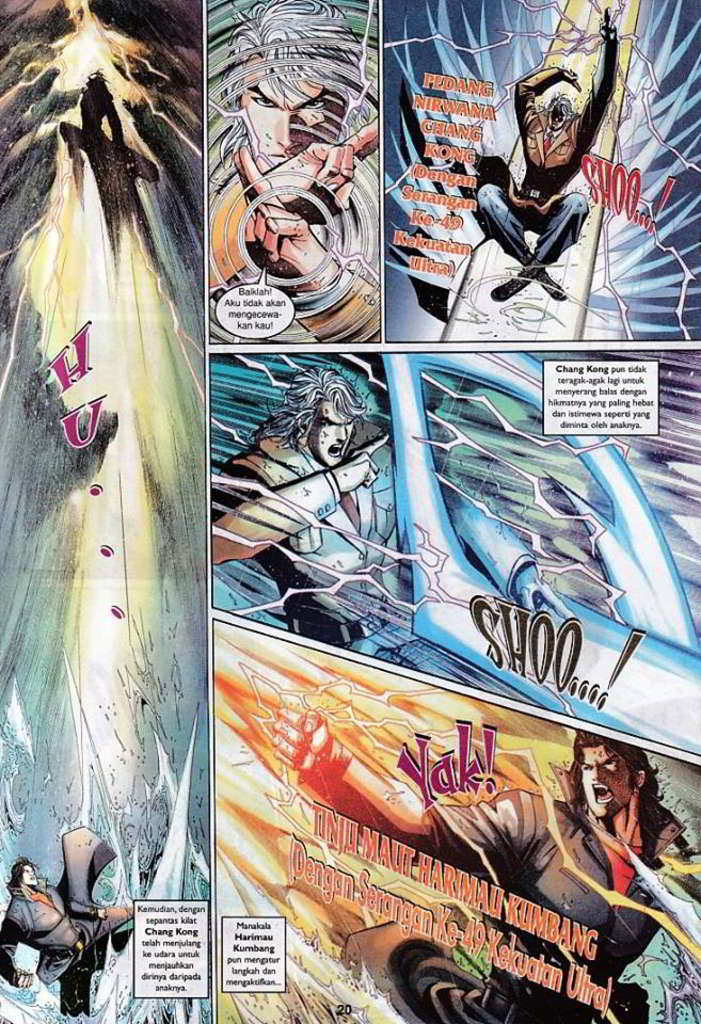 HU...
Kemudian, dengan
sepantas kilat
Chang Kong
telah menjulang
ke udara untuk
menjauhkan
dirinya daripada
anaknya.
Baiklah!
Aku tidak akan
mengecewa-
kan kau!
PEDANG
NIRWANA
CHANG
KONG
(Dengan
Serangan
Ke-49
Kekuatan
Ultra)
SHOO...!
Chang Kong pun tidak
teragak-agak lagi untuk
menyerang balas dengan
hikmatnya yang paling hebat
dan istimewa seperti yang
diminta oleh anaknya.
SHOO....!
Yak!
TINJU MAUT HARIMAU KUMBANG
(Dengan Serangan Ke-49 Kekuatan Ultra)
Manakala
Harimau
Kumbang
pun mengatur
langkah dan
mengaktifkan...
20